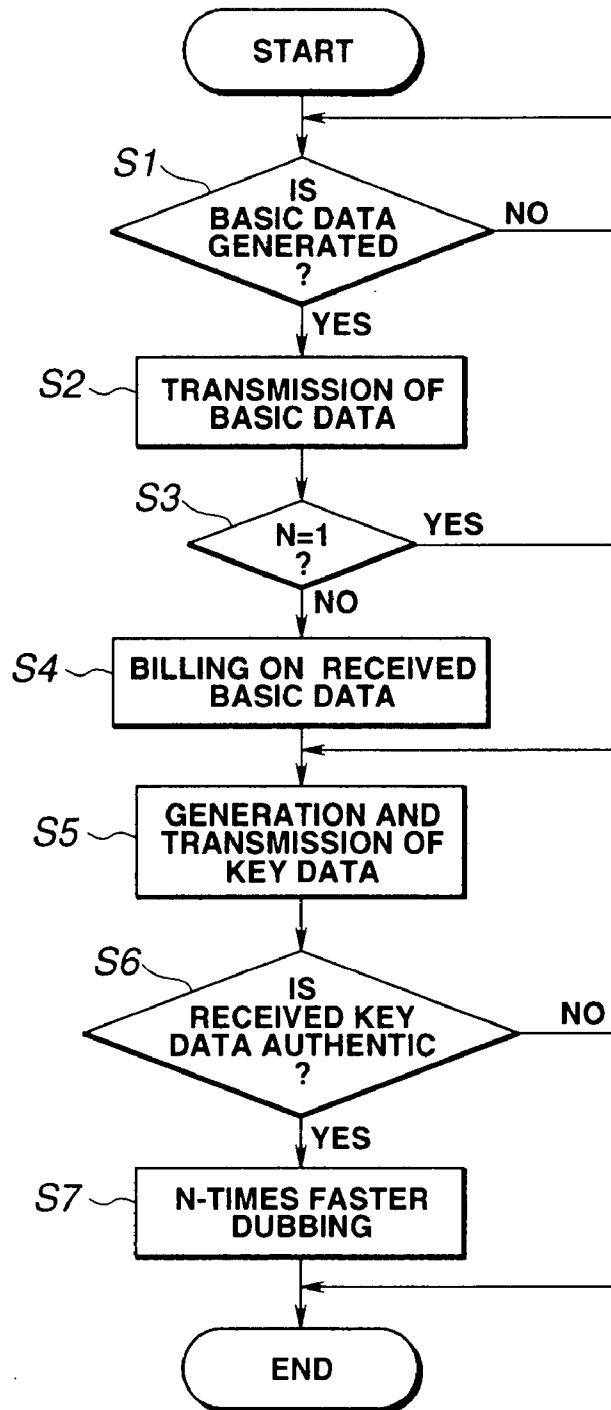 START
S1
IS
BASIC DATA
GENERATED
?
NO
YES
S2
TRANSMISSION OF
BASIC DATA
S3
N=1
?
YES
NO
S4
BILLING ON RECEIVED
BASIC DATA
S5
GENERATION AND
TRANSMISSION OF
KEY DATA
S6
IS
RECEIVED KEY
DATA AUTHENTIC
?
NO
YES
S7
N-TIMES FASTER
DUBBING
END